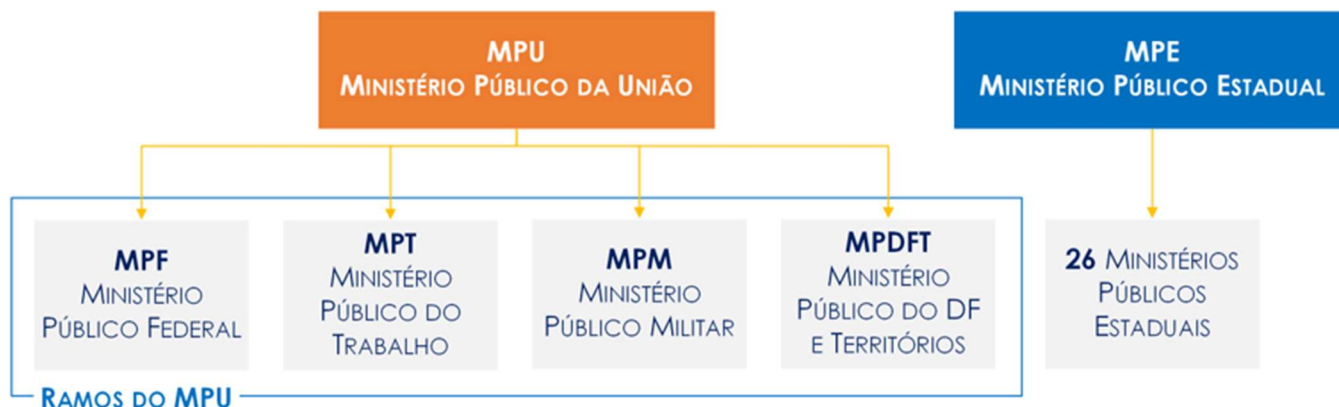 MPU
MINISTÉRIO PÚBLICO DA UNIÃO
MPE
MINISTÉRIO PÚBLICO ESTADUAL
MPF
MINISTÉRIO
PÚBLICO FEDERAL
MPT
MINISTÉRIO
PÚBLICO DO
TRABALHO
MPM
MINISTÉRIO
PÚBLICO MILITAR
MPDFT
MINISTÉRIO
PÚBLICO DO DF
E TERRITÓRIOS
26 MINISTÉRIOS
PÚBLICOS
ESTADUAIS
RAMOS DO MPU